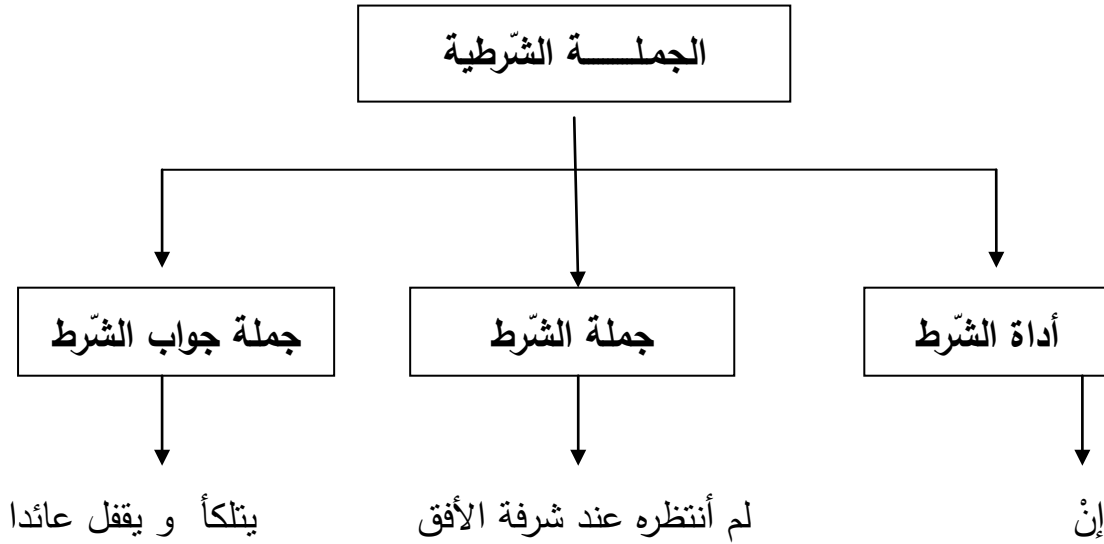 الجملة الشّرطية
أداة الشّرط
جملة الشّرط
جملة جواب الشّرط
إنْ
لم أنتظره عند شرفة الأفق
يتلكأ و يقفل عائدا